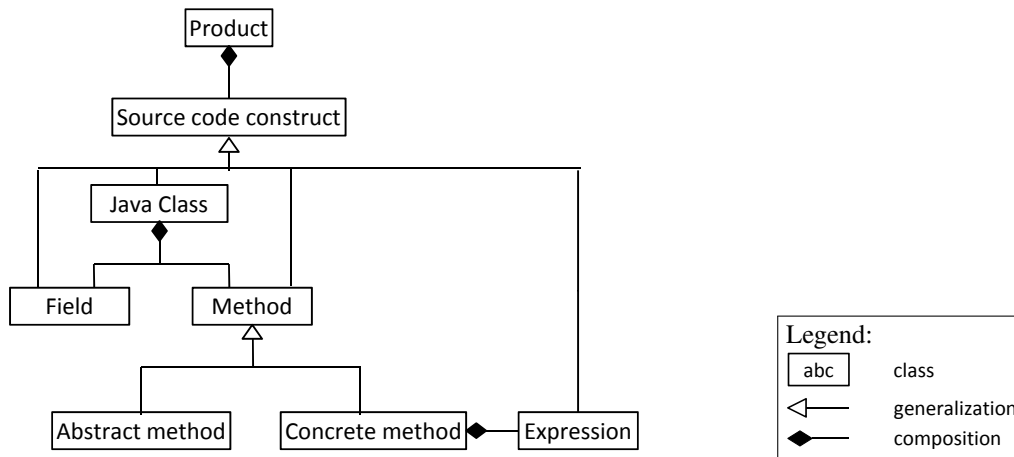 Product
Source code construct
Java Class
Field
Method
Abstract method
Concrete method
Expression
Legend:
abc
class
generalization
composition